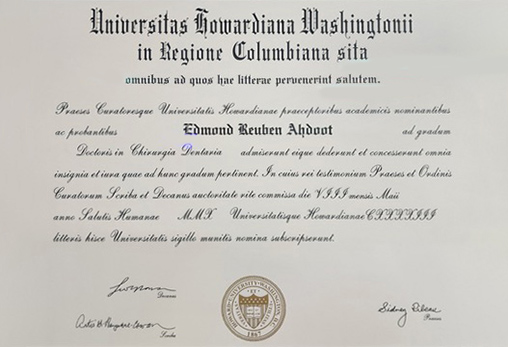 Universitas Howardiana Washingtonii
in Regione Columbiana sita
omnibus ad quos hae litterae pervenerint salutem.
Praeses Curatoresque Universitatis Howardianae praeceptoribus academicis nominantibus
ac probantibus Edmond Reuben Ahdoot ad gradum
Doctoris in Chirurgia Dentaria admiserunt eique dederunt et concesserunt omnia
insignia et iura quae ad hunc gradum pertinent. In cuius rei testimonium Praeses et Ordinis
Curatorum Scriba et Decanus auctoritate rite commissa die VIII mensis Maii
anno Salutis Humanae MMX Universitatisque Howardianae CXXXXIII
litteris hisce Universitatis sigillo munitis nomina subscripserunt.
Decanus
Scriba
1867
Praeses